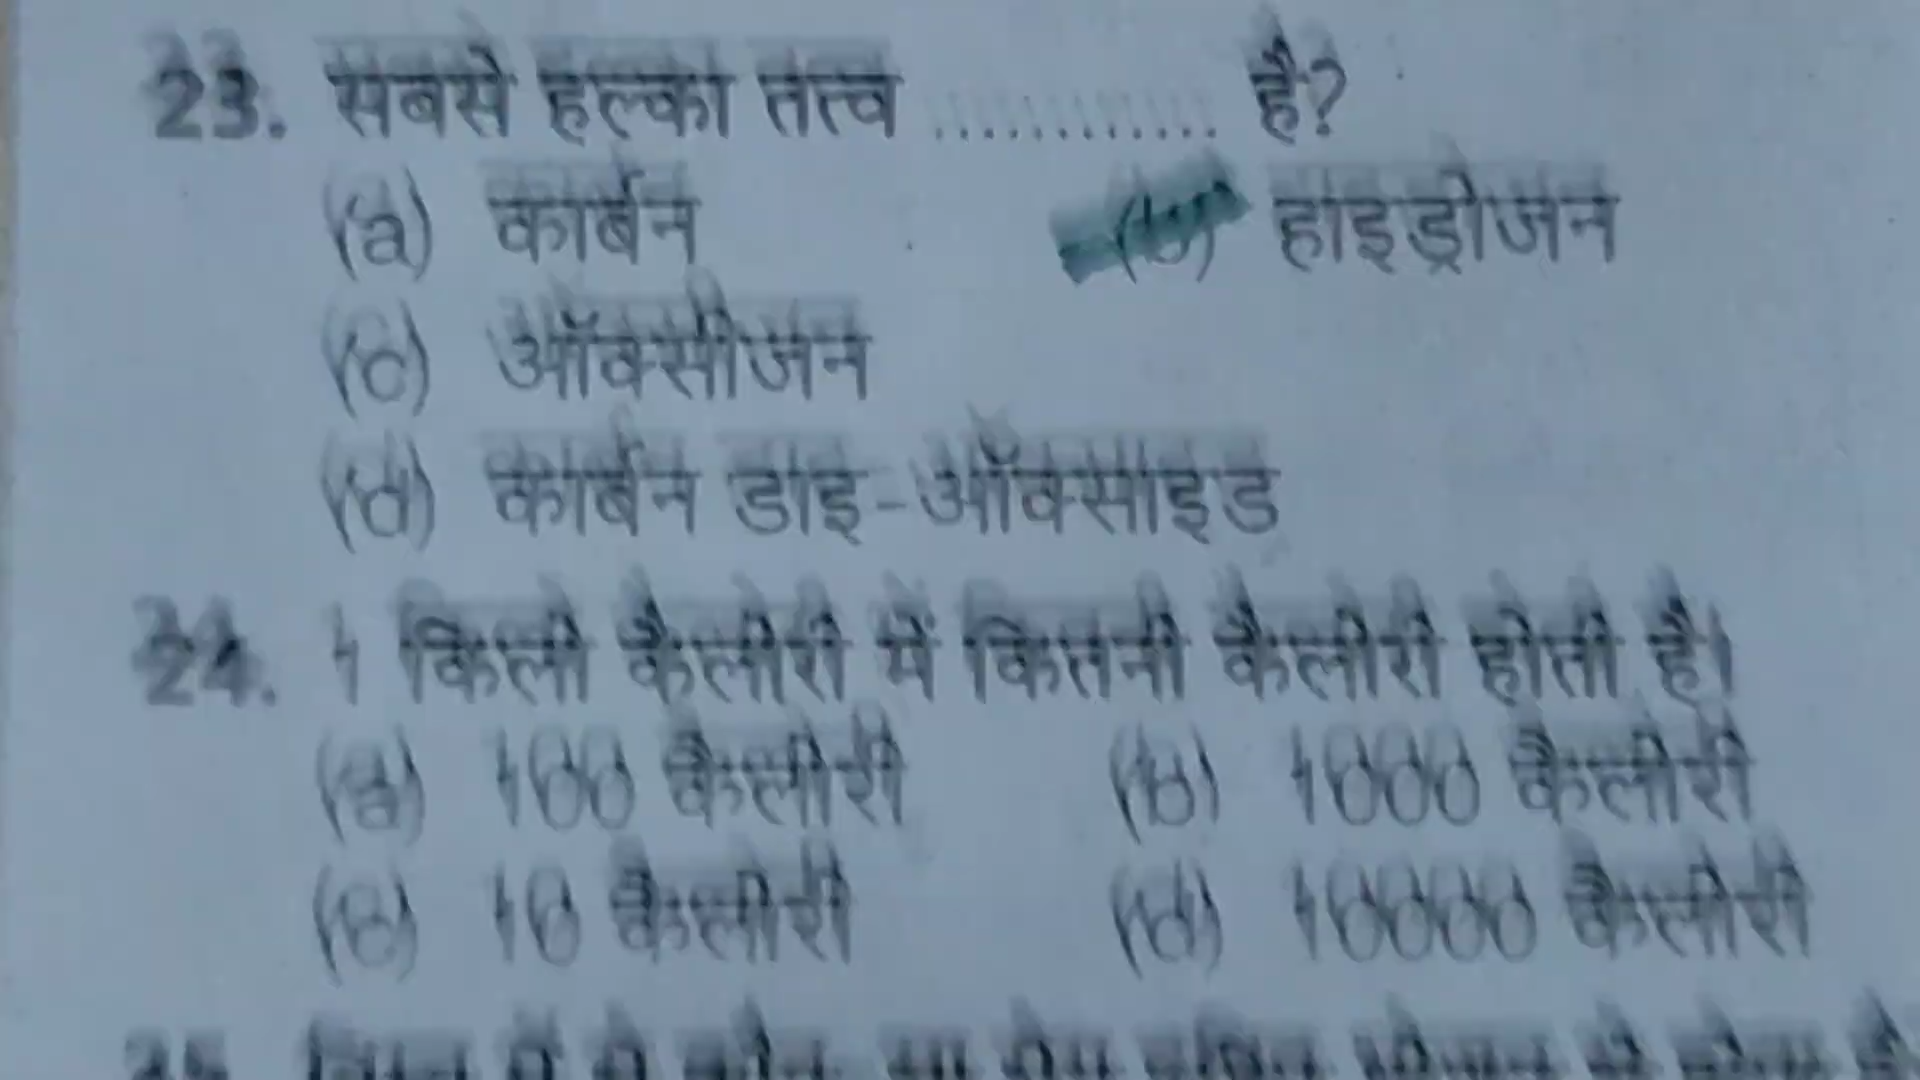 23. सबसे हल्का तत्त्व ............ है?
(a) कार्बन (b) हाइड्रोजन
(c) ऑक्सीजन
(d) कार्बन डाइ-ऑक्साइड
24. 1 किलो कैलोरी में कितनी कैलोरी होती है।
(a) 100 कैलोरी (b) 1000 कैलोरी
(c) 10 कैलोरी (d) 10000 कैलोरी